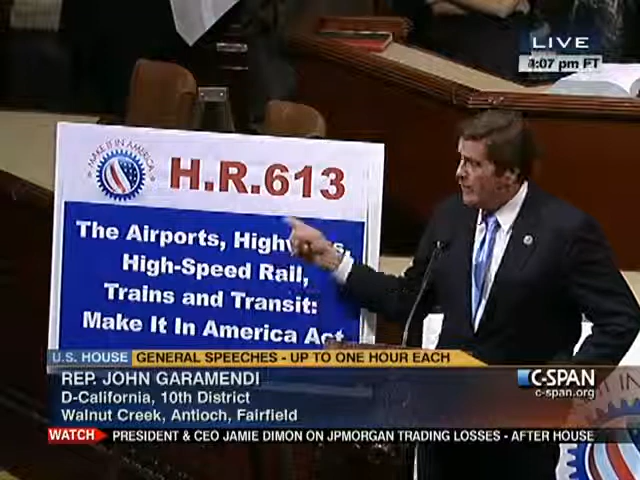 LIVE
4:07 pm ET
MAKE IT IN AMERICA
H.R.613
The Airports, Highways,
High-Speed Rail,
Trains and Transit:
Make It In America Act
U.S. HOUSE GENERAL SPEECHES - UP TO ONE HOUR EACH
REP. JOHN GARAMENDI
D-California, 10th District
Walnut Creek, Antioch, Fairfield
C-SPAN
c-span.org
WATCH PRESIDENT & CEO JAMIE DIMON ON JPMORGAN TRADING LOSSES - AFTER HOUSE